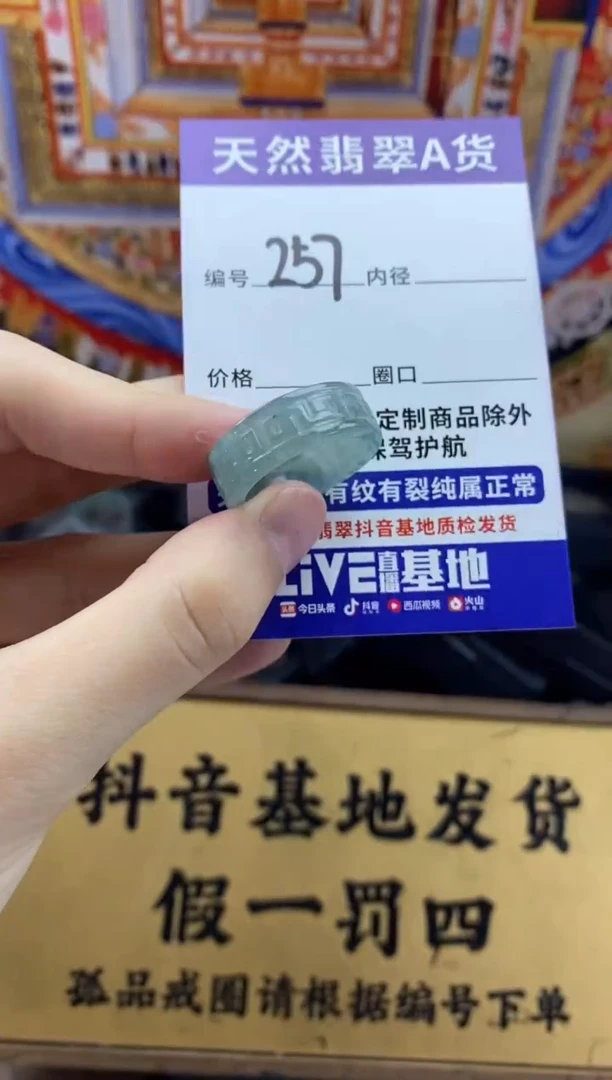 天然翡翠A货
编号 257 内径
价格 圈口
定制商品除外
驾护航
有纹有裂纯属正常
翡翠抖音基地质检发货
LiVE直播基地
头条 今日头条 抖音 西瓜视频 火山
抖音基地发货
假一罚四
孤品戒圈请根据编号下单